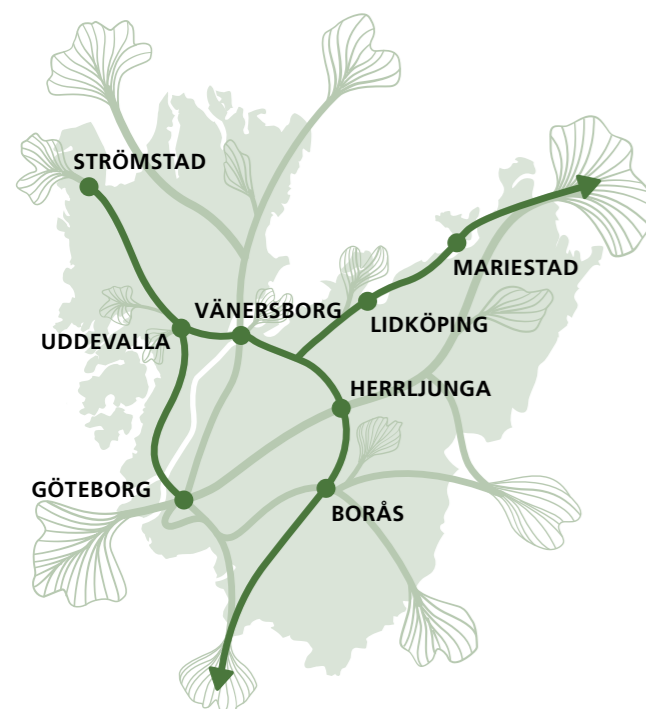 STRÖMSTAD
MARIESTAD
VÄNERSBORG
LIDKÖPING
UDDEVALLA
HERRLJUNGA
GÖTEBORG
BORÅS